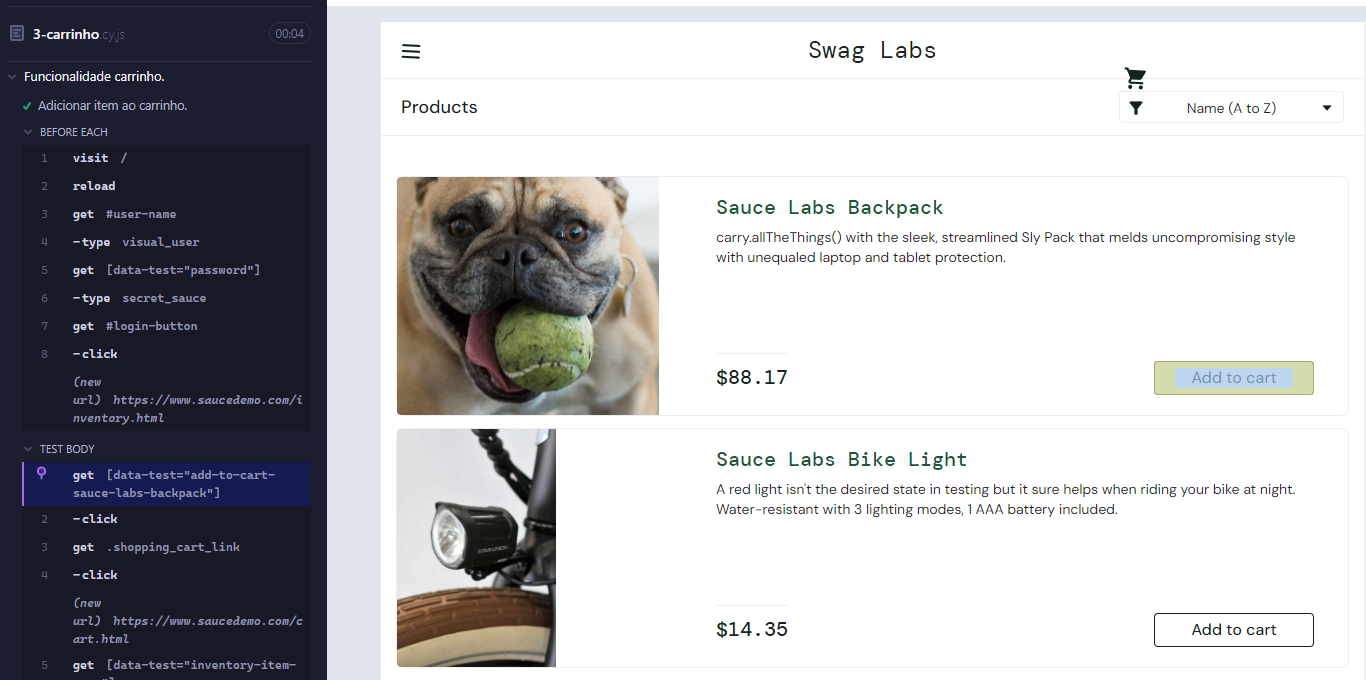 3-carrinho.cy.js 00:04
Funcionalidade carrinho.
Adicionar item ao carrinho.
BEFORE EACH
1 visit /
2 reload
3 get #user-name
4 -type visual_user
5 get [data-test="password"]
6 -type secret_sauce
7 get #login-button
8 -click
(new
url) https://www.saucedemo.com/i
nventory.html
TEST BODY
get [data-test="add-to-cart-
sauce-labs-backpack"]
2 -click
3 get .shopping_cart_link
4 -click
(new
url) https://www.saucedemo.com/c
art.html
5 get [data-test="inventory-item-
Swag Labs
Products
Name (A to Z)
Sauce Labs Backpack
carry.allTheThings() with the sleek, streamlined Sly Pack that melds uncompromising style
with unequaled laptop and tablet protection.
$88.17
Add to cart
Sauce Labs Bike Light
A red light isn't the desired state in testing but it sure helps when riding your bike at night.
Water-resistant with 3 lighting modes, 1 AAA battery included.
$14.35
Add to cart